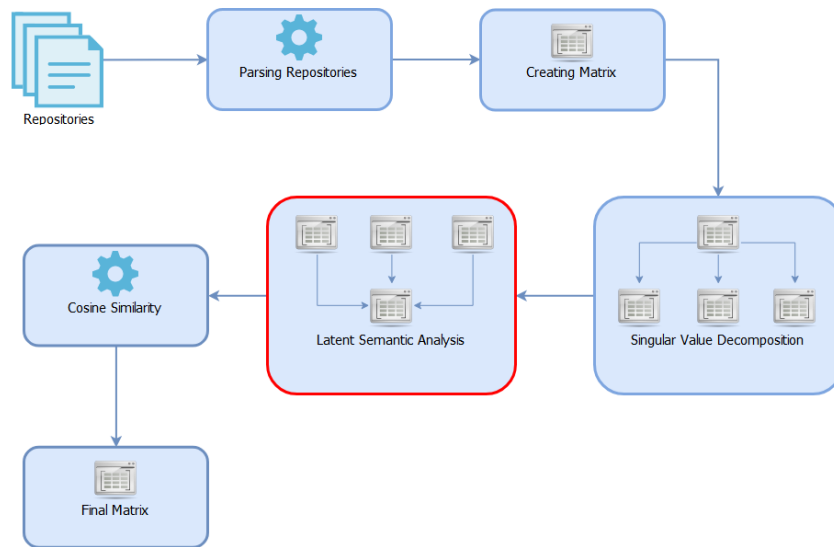 Repositories
Parsing Repositories
Creating Matrix
Singular Value Decomposition
Latent Semantic Analysis
Cosine Similarity
Final Matrix